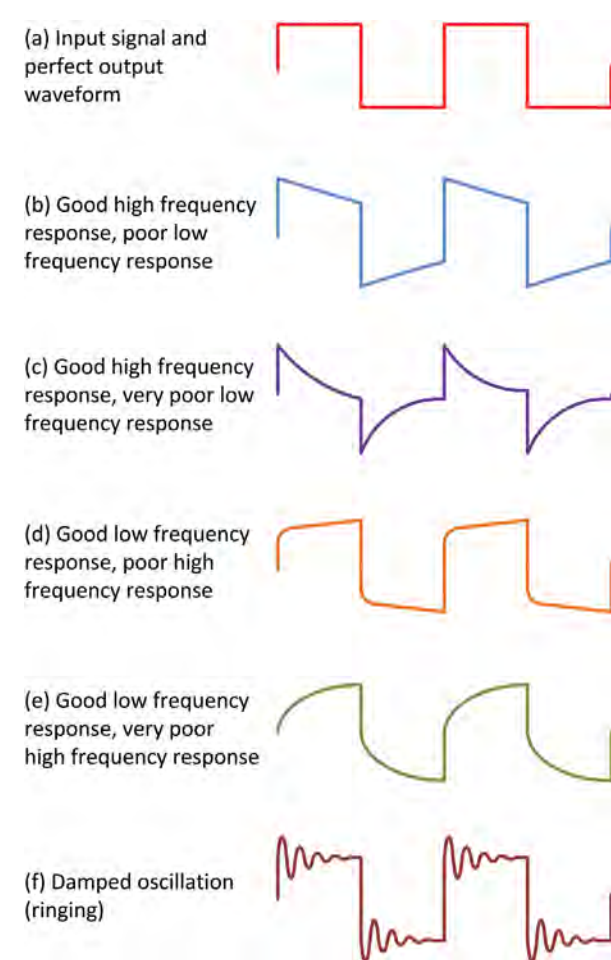 (a) Input signal and
perfect output
waveform
(b) Good high frequency
response, poor low
frequency response
(c) Good high frequency
response, very poor low
frequency response
(d) Good low frequency
response, poor high
frequency response
(e) Good low frequency
response, very poor
high frequency response
(f) Damped oscillation
(ringing)